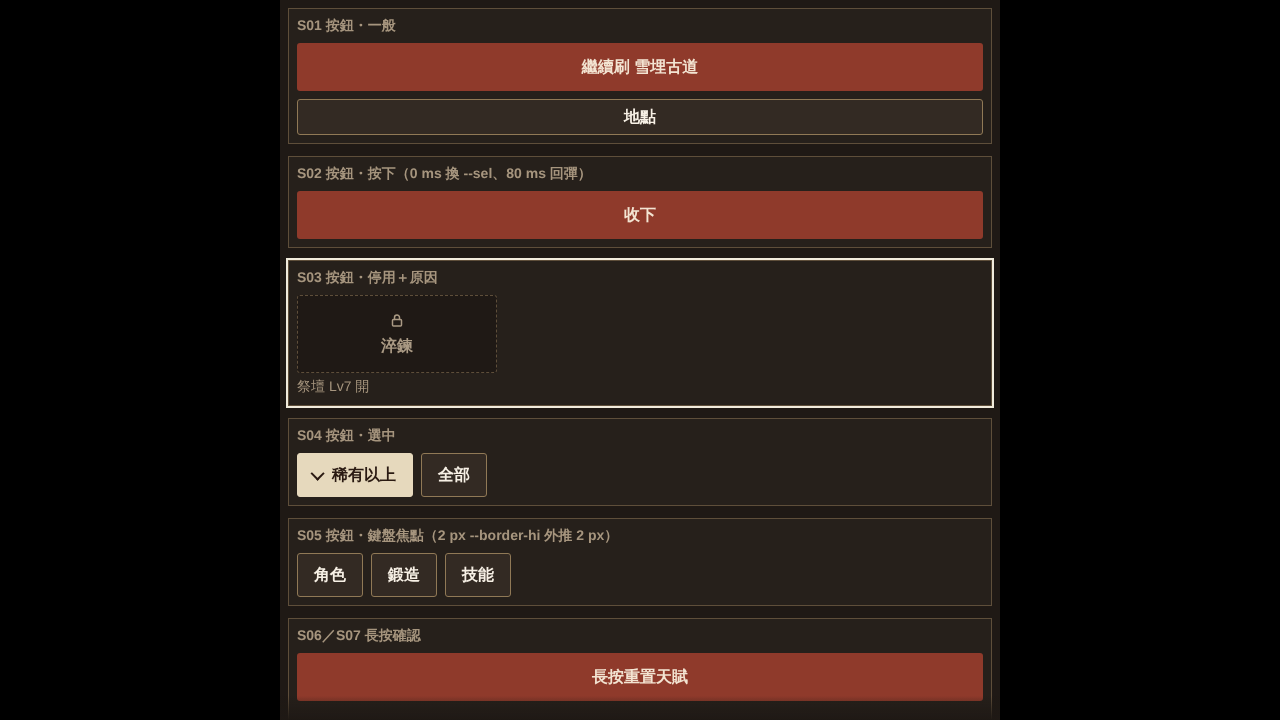 S01 按鈕・一般
繼續刷 雪埋古道
地點
S02 按鈕・按下（0 ms 換 --sel、80 ms 回彈）
收下
S03 按鈕・停用＋原因
淬鍊
祭壇 Lv7 開
S04 按鈕・選中
稀有以上
全部
S05 按鈕・鍵盤焦點（2 px --border-hi 外推 2 px）
角色
鍛造
技能
S06／S07 長按確認
長按重置天賦